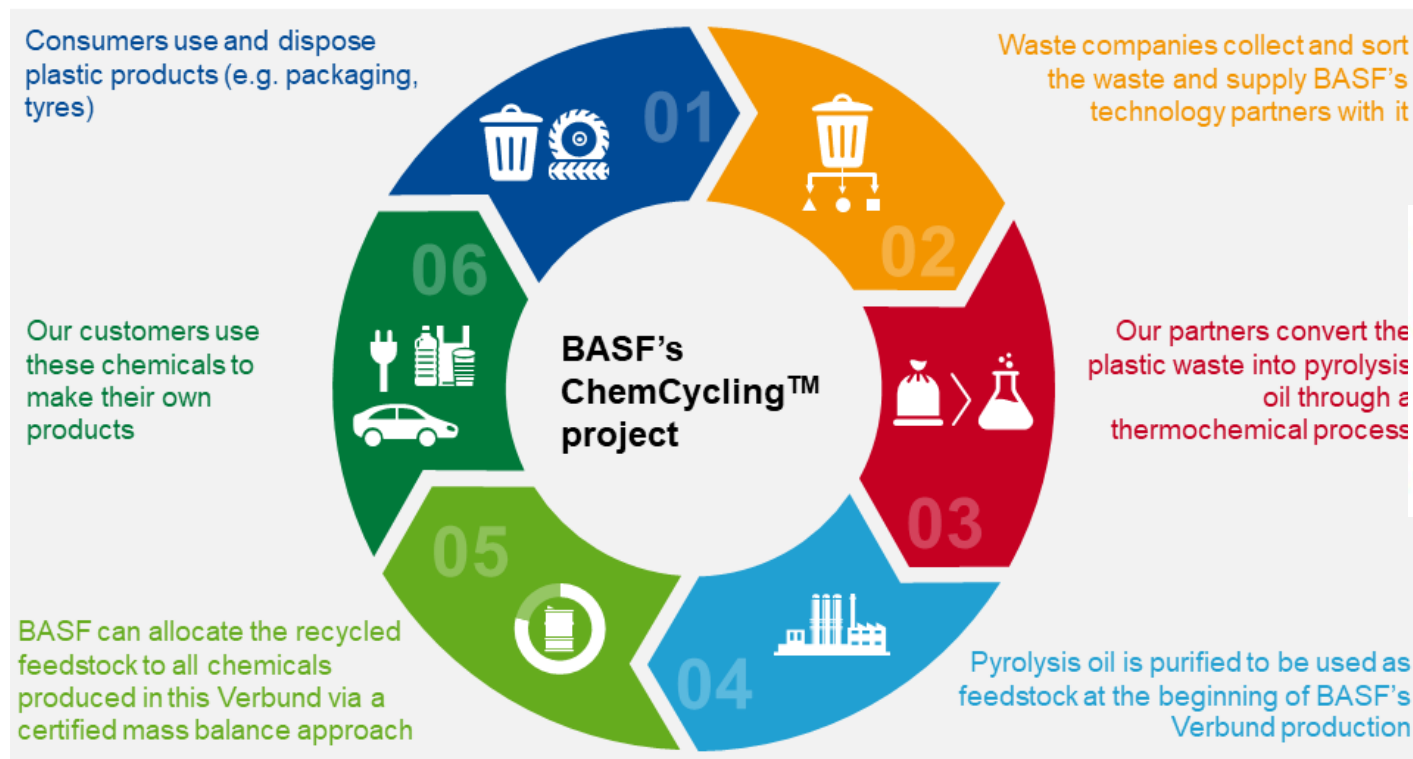 Consumers use and dispose
plastic products (e.g. packaging,
tyres)
01
Waste companies collect and sort
the waste and supply BASF's
technology partners with it
02
Our partners convert the
plastic waste into pyrolysis
oil through a
thermochemical process
03
Pyrolysis oil is purified to be used as
feedstock at the beginning of BASF's
Verbund production
04
BASF can allocate the recycled
feedstock to all chemicals
produced in this Verbund via a
certified mass balance approach
05
Our customers use
these chemicals to
make their own
products
06
BASF's
ChemCycling™
project